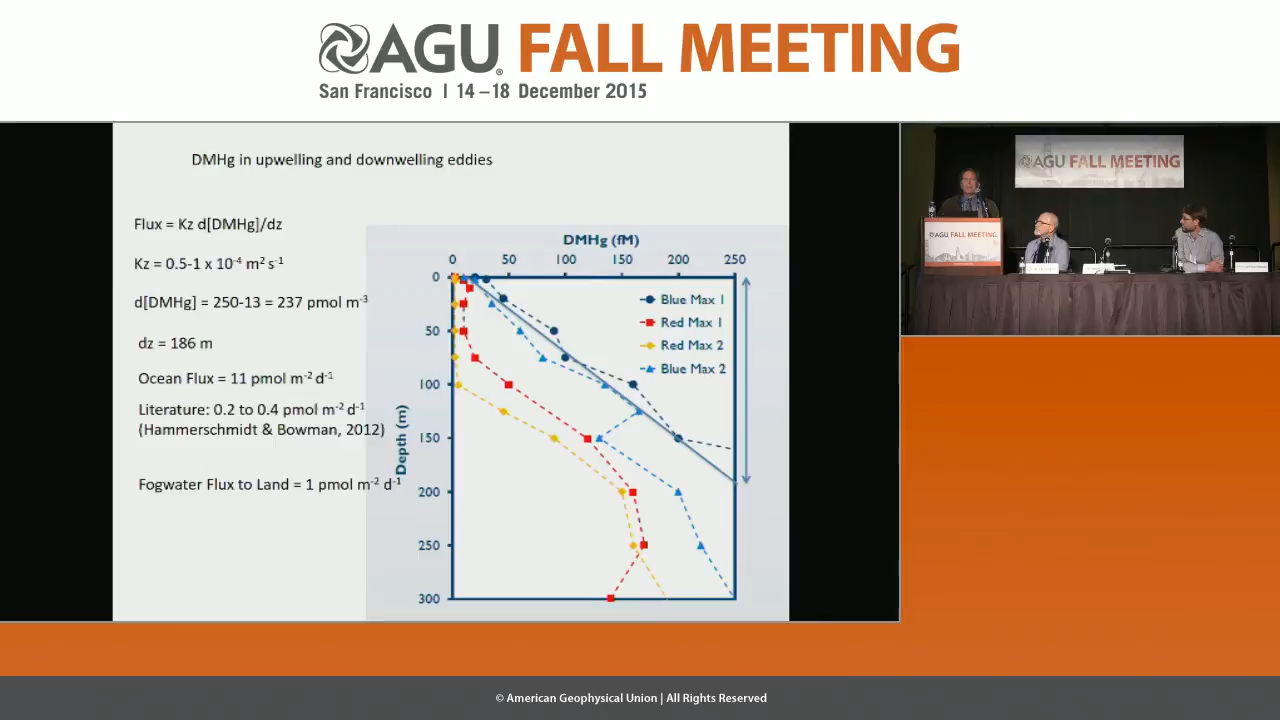 AGU FALL MEETING
San Francisco | 14 – 18 December 2015
DMHg in upwelling and downwelling eddies
Flux = Kz d[DMHg]/dz
Kz = 0.5-1 x 10⁻⁴ m² s⁻¹
d[DMHg] = 250-13 = 237 pmol m⁻³
dz = 186 m
Ocean Flux = 11 pmol m⁻² d⁻¹
Literature: 0.2 to 0.4 pmol m⁻² d⁻¹
(Hammerschmidt & Bowman, 2012)
Fogwater Flux to Land = 1 pmol m⁻² d⁻¹
DMHg (fM)
0 50 100 150 200 250
Depth (m)
0
50
100
150
200
250
300
Blue Max 1
Red Max 1
Red Max 2
Blue Max 2
AGU FALL MEETING
AGU FALL MEETING
© American Geophysical Union | All Rights Reserved